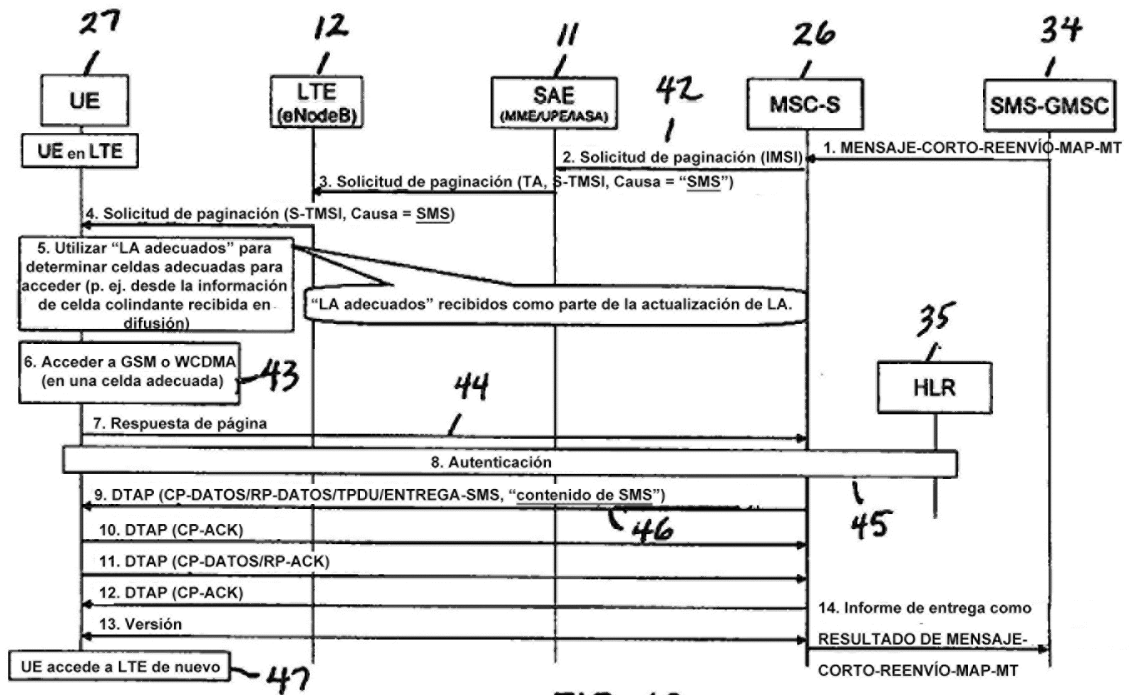 27
12
11
26
34
UE
LTE
(eNodeB)
SAE
(MME/UPE/IASA)
42
MSC-S
SMS-GMSC
UE en LTE
1. MENSAJE-CORTO-REENVÍO-MAP-MT
2. Solicitud de paginación (IMSI)
3. Solicitud de paginación (TA, S-TMSI, Causa = “SMS”)
4. Solicitud de paginación (S-TMSI, Causa = SMS)
5. Utilizar “LA adecuados” para
determinar celdas adecuadas para
acceder (p. ej. desde la información
de celda colindante recibida en
difusión)
“LA adecuados” recibidos como parte de la actualización de LA.
35
HLR
6. Acceder a GSM o WCDMA
(en una celda adecuada)
43
44
7. Respuesta de página
8. Autenticación
9. DTAP (CP-DATOS/RP-DATOS/TPDU/ENTREGA-SMS, “contenido de SMS”)
46
45
10. DTAP (CP-ACK)
11. DTAP (CP-DATOS/RP-ACK)
12. DTAP (CP-ACK)
13. Versión
14. Informe de entrega como
RESULTADO DE MENSAJE-
CORTO-REENVÍO-MAP-MT
UE accede a LTE de nuevo
47